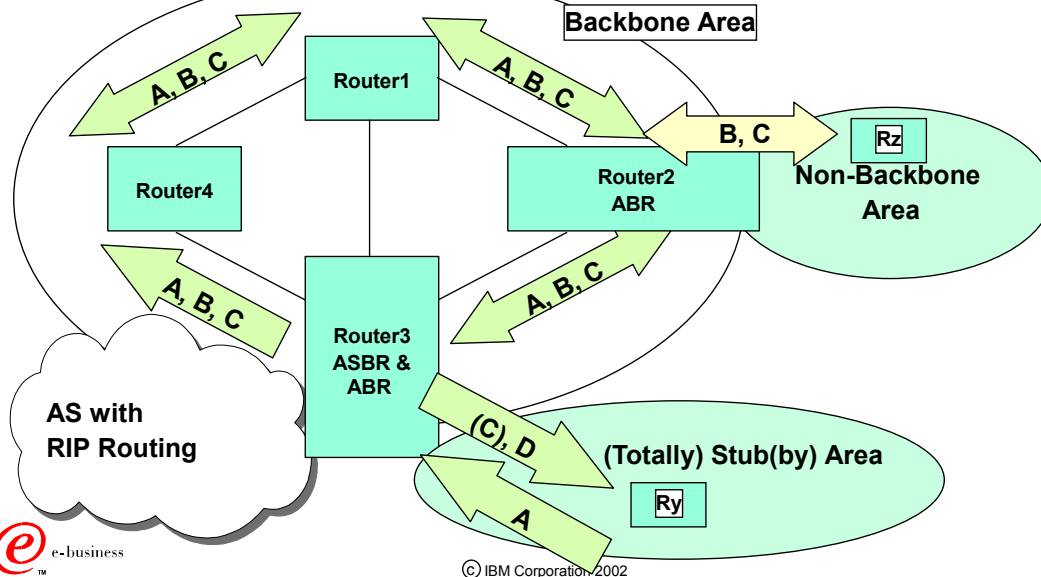 Backbone Area
A, B, C
Router1
A, B, C
B, C
Rz
Non-Backbone
Area
Router4
Router2
ABR
A, B, C
A, B, C
Router3
ASBR &
ABR
AS with
RIP Routing
(C), D
(Totally) Stub(by) Area
Ry
A
e e-business
TM
© IBM Corporation 2002